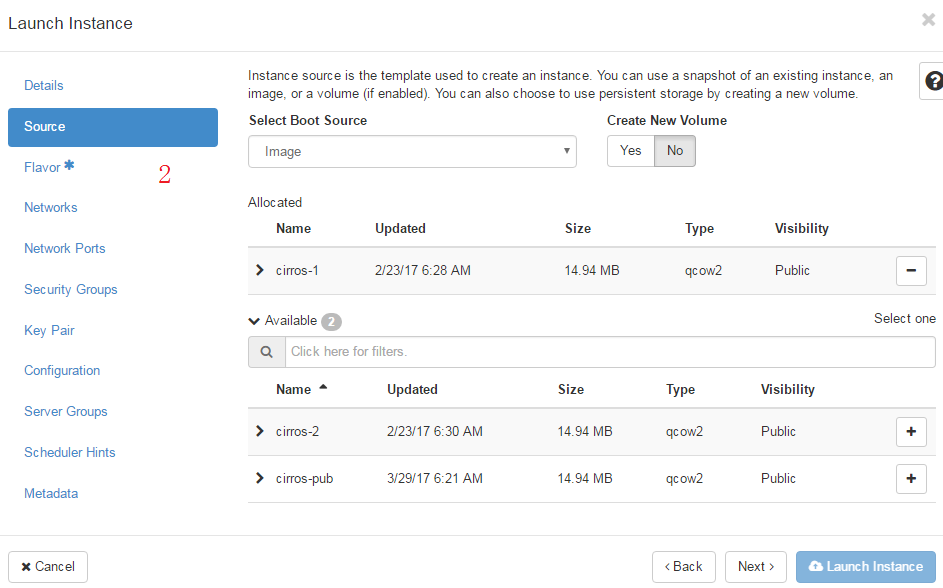 Launch Instance
Details
Source
Flavor *
2
Networks
Network Ports
Security Groups
Key Pair
Configuration
Server Groups
Scheduler Hints
Metadata
Instance source is the template used to create an instance. You can use a snapshot of an existing instance, an
image, or a volume (if enabled). You can also choose to use persistent storage by creating a new volume.
Select Boot Source Create New Volume
Image Yes No
Allocated
Name Updated Size Type Visibility
cirros-1 2/23/17 6:28 AM 14.94 MB qcow2 Public
Available 2 Select one
Click here for filters.
Name Updated Size Type Visibility
cirros-2 2/23/17 6:30 AM 14.94 MB qcow2 Public
cirros-pub 3/29/17 6:21 AM 14.94 MB qcow2 Public
Cancel < Back Next > Launch Instance